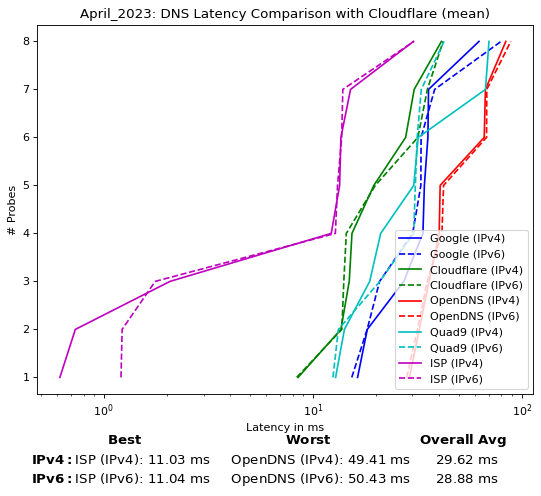 April_2023: DNS Latency Comparison with Cloudflare (mean)
8
7
6
5
4
3
2
1
# Probes
Google (IPv4)
Google (IPv6)
Cloudflare (IPv4)
Cloudflare (IPv6)
OpenDNS (IPv4)
OpenDNS (IPv6)
Quad9 (IPv4)
Quad9 (IPv6)
ISP (IPv4)
ISP (IPv6)
10⁰ 10¹ 10²
Latency in ms
Best Worst Overall Avg
IPv4: ISP (IPv4): 11.03 ms OpenDNS (IPv4): 49.41 ms 29.62 ms
IPv6: ISP (IPv6): 11.04 ms OpenDNS (IPv6): 50.43 ms 28.88 ms